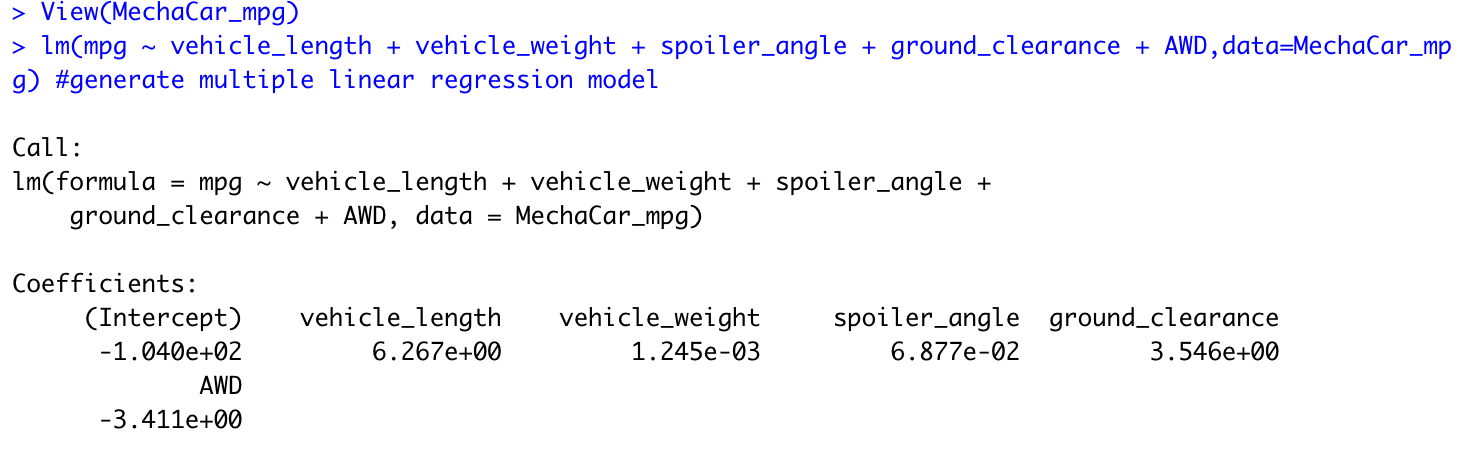 > View(MechaCar_mpg)
> lm(mpg ~ vehicle_length + vehicle_weight + spoiler_angle + ground_clearance + AWD,data=MechaCar_mp
g) #generate multiple linear regression model
Call:
lm(formula = mpg ~ vehicle_length + vehicle_weight + spoiler_angle +
    ground_clearance + AWD, data = MechaCar_mpg)
Coefficients:
     (Intercept)    vehicle_length    vehicle_weight     spoiler_angle  ground_clearance
      -1.040e+02         6.267e+00         1.245e-03         6.877e-02         3.546e+00
             AWD
      -3.411e+00